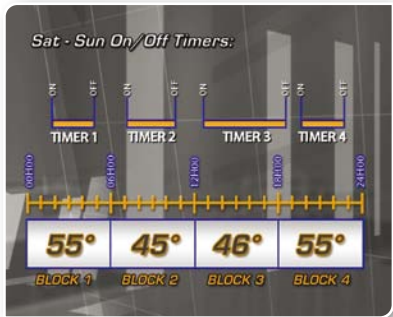 Sat - Sun On/Off Timers:
ON OFF ON OFF ON OFF ON OFF
TIMER 1 TIMER 2 TIMER 3 TIMER 4
00H00 06H00 12H00 18H00 24H00
55° 45° 46° 55°
BLOCK 1 BLOCK 2 BLOCK 3 BLOCK 4